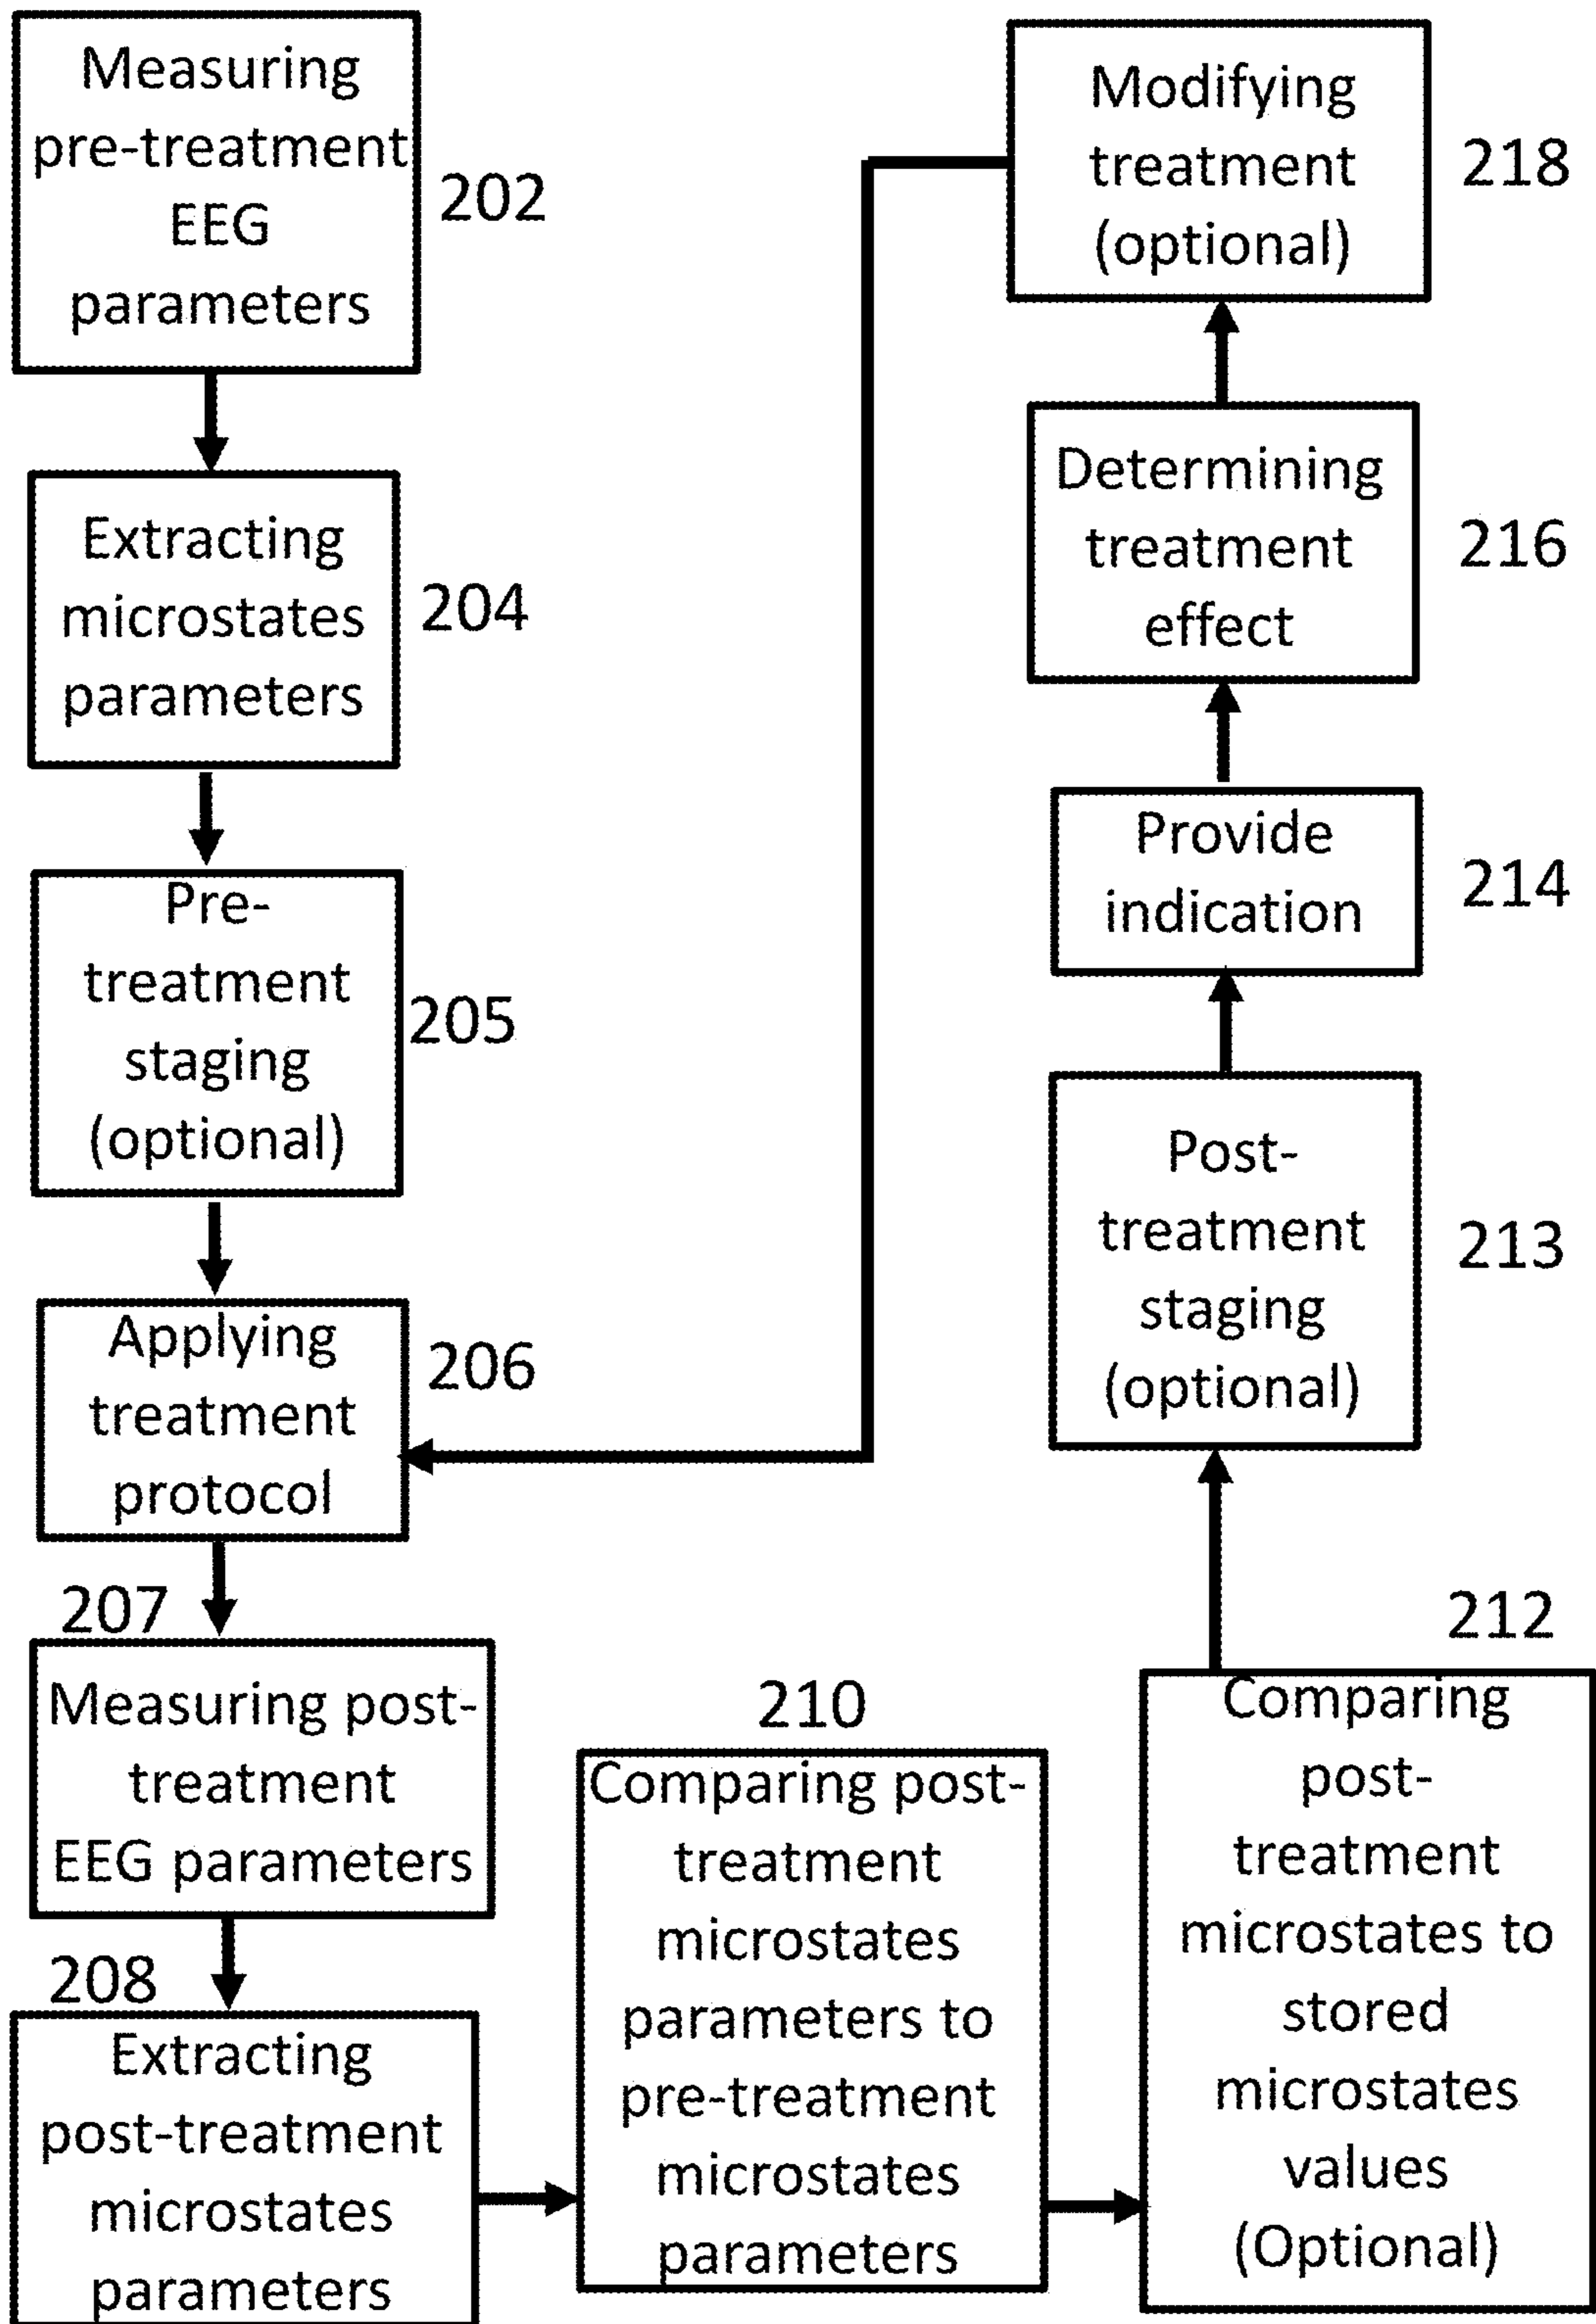 Measuring
pre-treatment
EEG
parameters
202
Extracting
microstates
parameters
204
Pre-
treatment
staging
(optional)
205
Applying
treatment
protocol
206
207
Measuring post-
treatment
EEG parameters
208
Extracting
post-treatment
microstates
parameters
210
Comparing post-
treatment
microstates
parameters to
pre-treatment
microstates
parameters
212
Comparing
post-
treatment
microstates to
stored
microstates
values
(Optional)
Post-
treatment
staging
(optional)
213
Provide
indication
214
Determining
treatment
effect
216
Modifying
treatment
(optional)
218